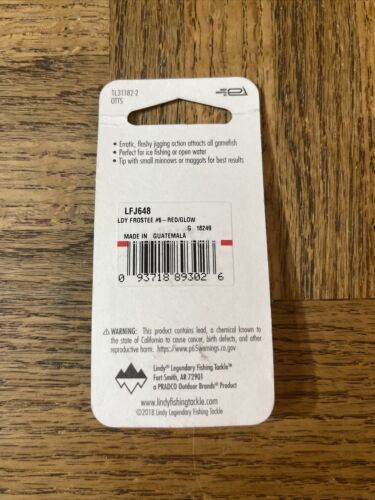 TL31182-2
OTTS
• Erratic, flashy jigging action attracts all gamefish
• Perfect for ice fishing or open water
• Tip with small minnows or maggots for best results
LFJ648
LDY FROSTEE #6- RED/GLOW
G 18249
MADE IN GUATEMALA
0 93718 89302 6
⚠ WARNING: This product contains lead, a chemical known to
the state of California to cause cancer, birth defects, and other
reproductive harm. https://www.p65warnings.ca.gov
Lindy® Legendary Fishing Tackle™
Fort Smith, AR 72901
a PRADCO Outdoor Brands® Product
www.lindyfishingtackle.com
©2018 Lindy Legendary Fishing Tackle